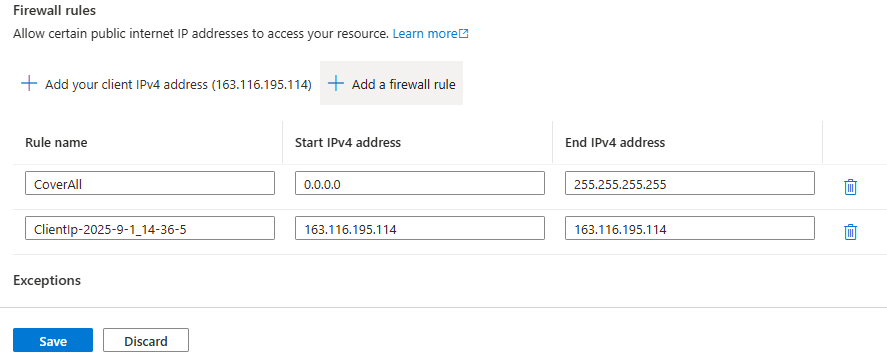 Firewall rules
Allow certain public internet IP addresses to access your resource. Learn more
Add your client IPv4 address (163.116.195.114) Add a firewall rule
Rule name Start IPv4 address End IPv4 address
CoverAll 0.0.0.0 255.255.255.255
ClientIp-2025-9-1_14-36-5 163.116.195.114 163.116.195.114
Exceptions
Save Discard